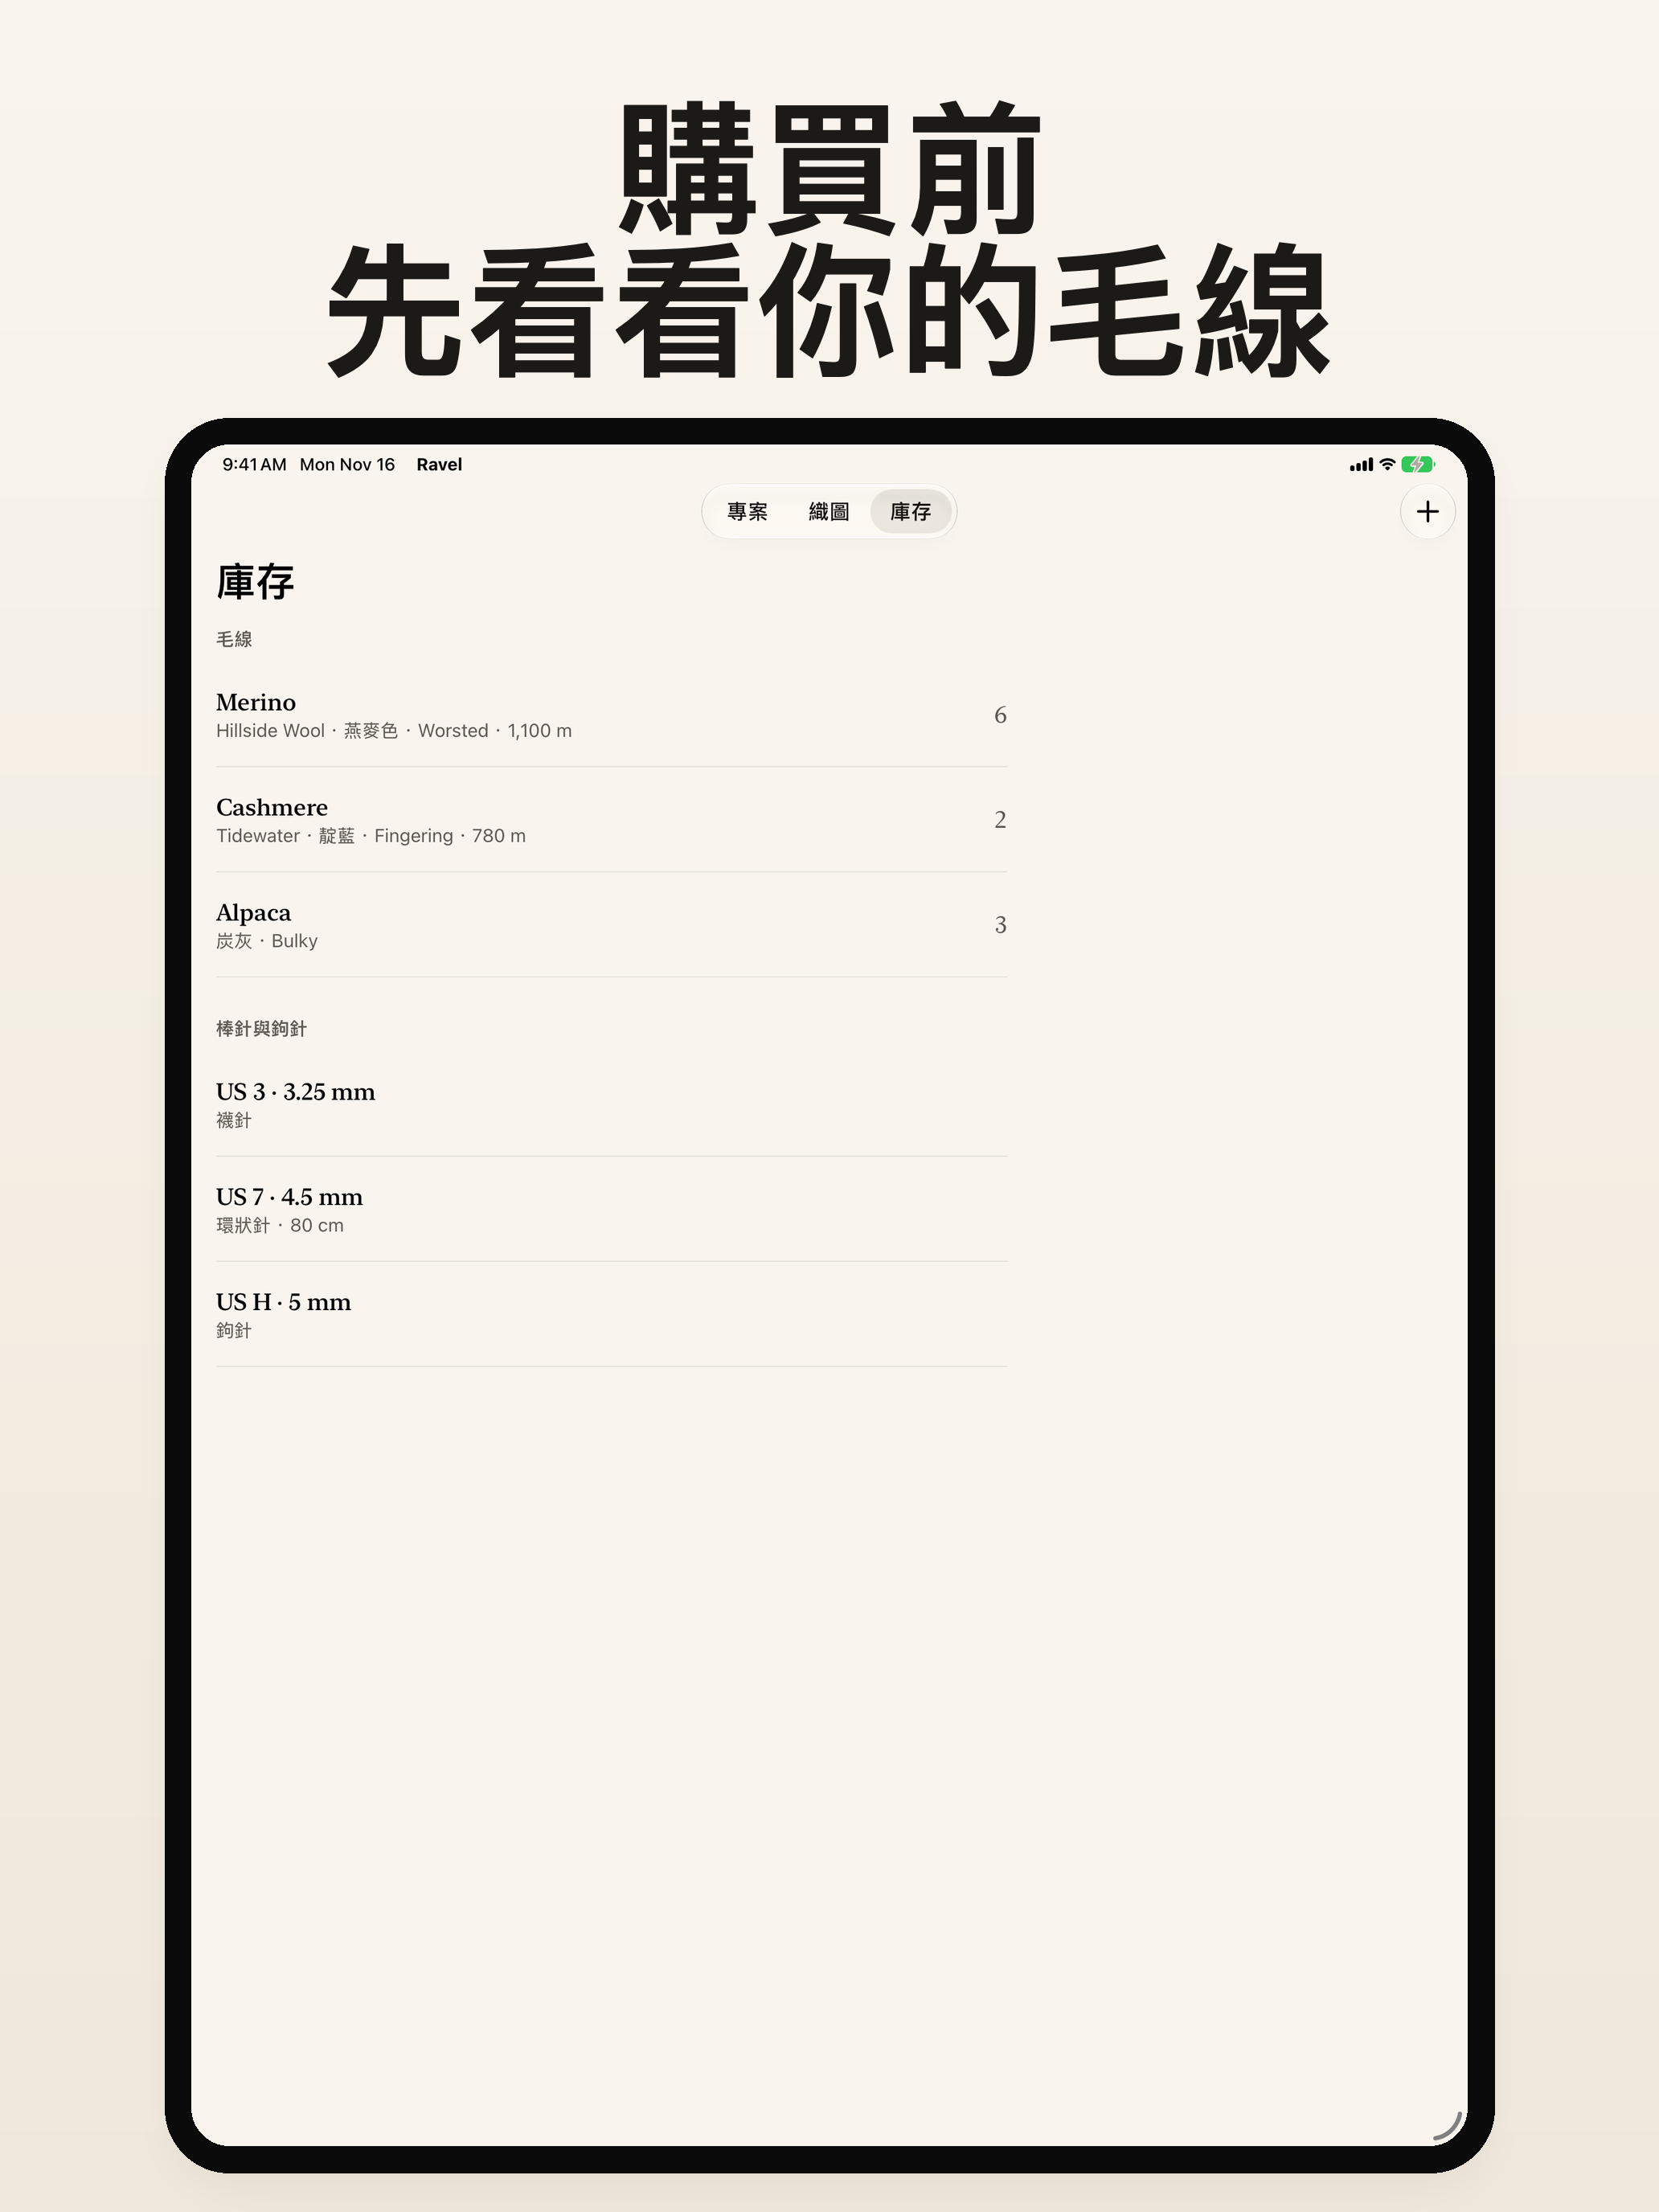 購買前
先看看你的毛線
9:41 AM Mon Nov 16 Ravel
專案 織圖 庫存
庫存
毛線
Merino
Hillside Wool · 燕麥色 · Worsted · 1,100 m
6
Cashmere
Tidewater · 靛藍 · Fingering · 780 m
2
Alpaca
炭灰 · Bulky
3
棒針與鉤針
US 3 · 3.25 mm
襪針
US 7 · 4.5 mm
環狀針 · 80 cm
US H · 5 mm
鉤針